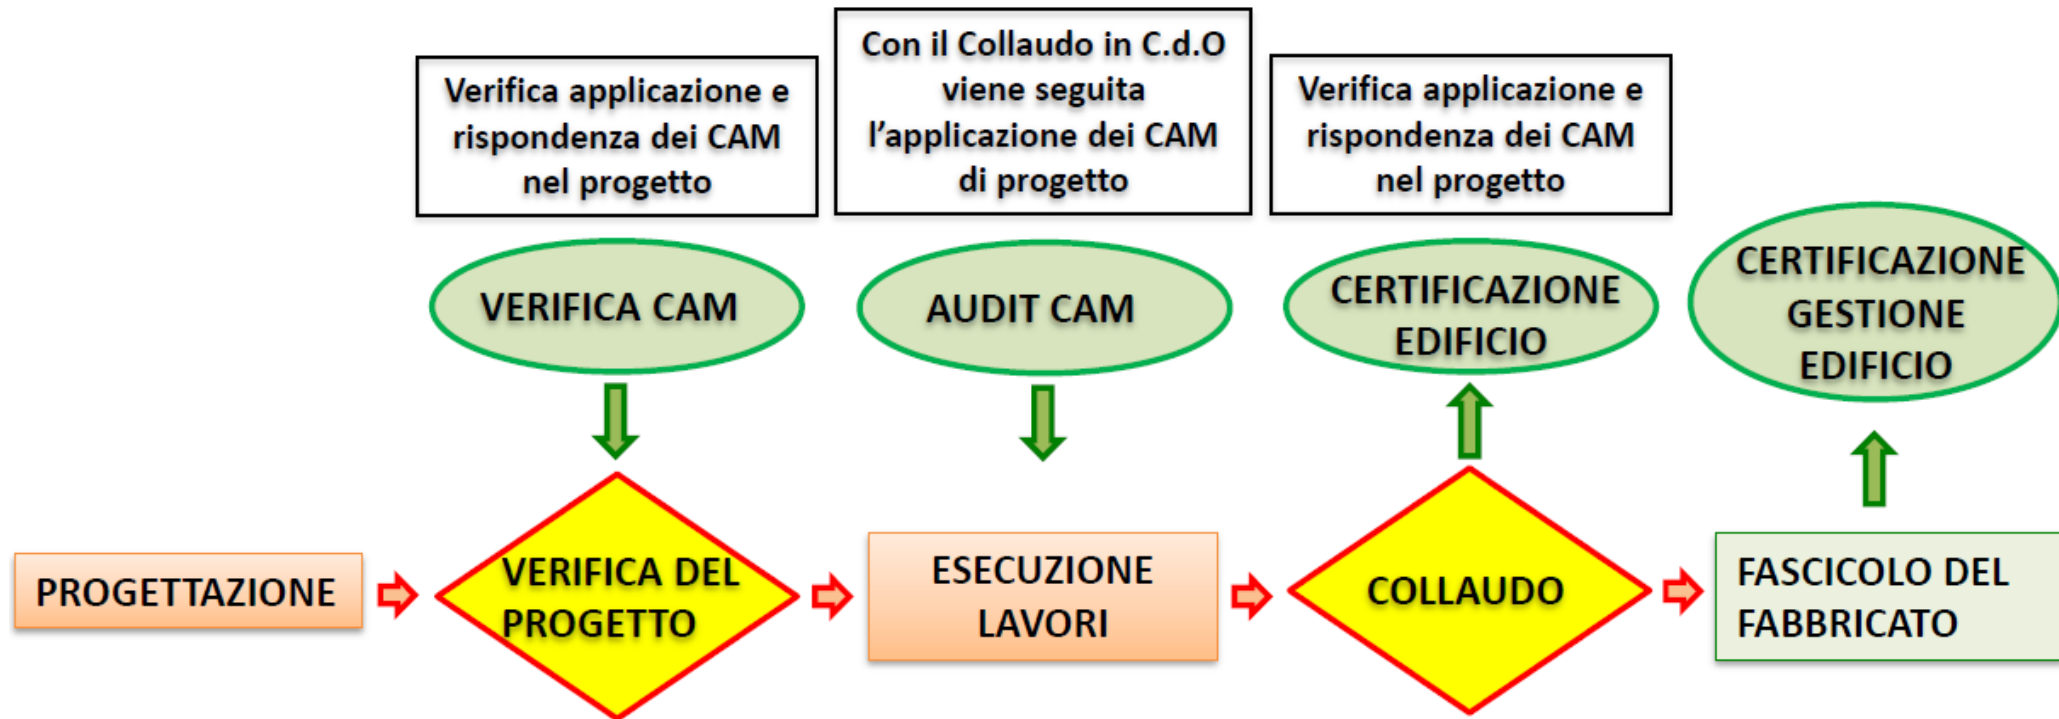 Verifica applicazione e
rispondenza dei CAM
nel progetto
Con il Collaudo in C.d.O
viene seguita
l’applicazione dei CAM
di progetto
Verifica applicazione e
rispondenza dei CAM
nel progetto
VERIFICA CAM
AUDIT CAM
CERTIFICAZIONE
EDIFICIO
CERTIFICAZIONE
GESTIONE
EDIFICIO
PROGETTAZIONE
VERIFICA DEL
PROGETTO
ESECUZIONE
LAVORI
COLLAUDO
FASCICOLO DEL
FABBRICATO